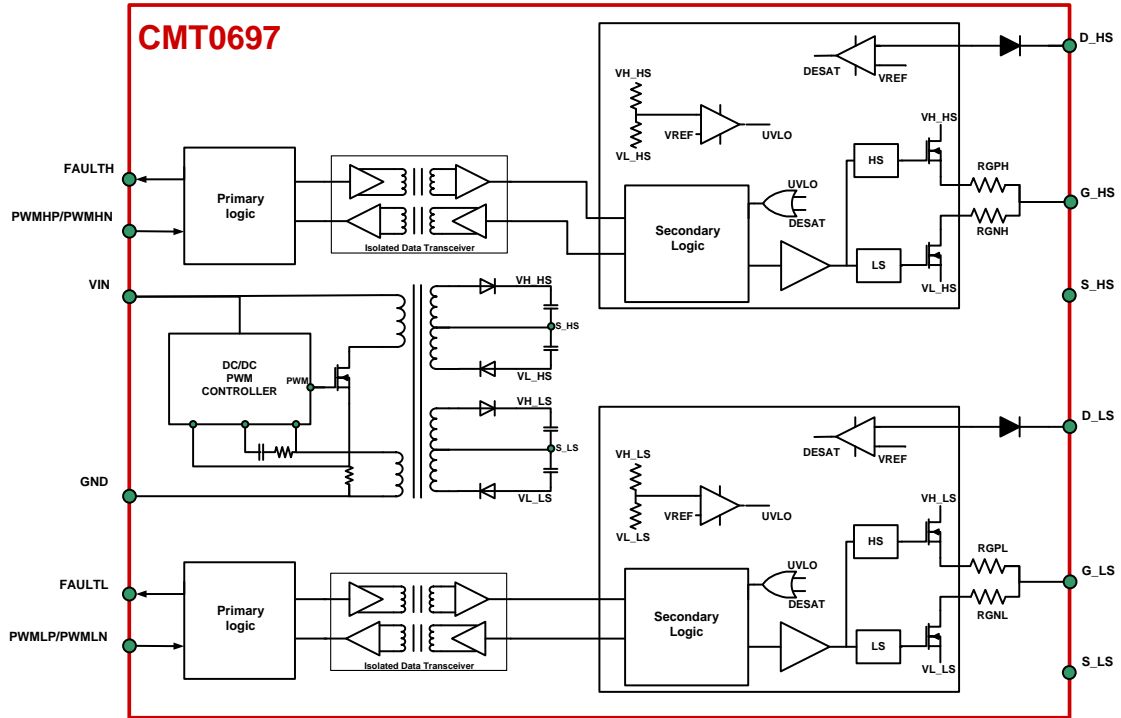 CMT0697
D_HS
DESAT
VREF
VH_HS
VREF
UVLO
VL_HS
VH_HS
HS
FAULTH
Primary
logic
RGPH
PWMHP/PWMHN
UVLO
DESAT
G_HS
Secondary
Logic
RGNH
Isolated Data Transceiver
LS
VL_HS
VIN
VH_HS
S_HS
S_HS
DC/DC
PWM
CONTROLLER
PWM
VL_HS
VH_LS
D_LS
S_LS
DESAT
VREF
VH_LS
GND
VL_LS
VREF
UVLO
VL_LS
VH_LS
HS
RGPL
FAULTL
Primary
logic
UVLO
DESAT
G_LS
RGNL
PWMLP/PWMLN
Secondary
Logic
LS
Isolated Data Transceiver
VL_LS
S_LS